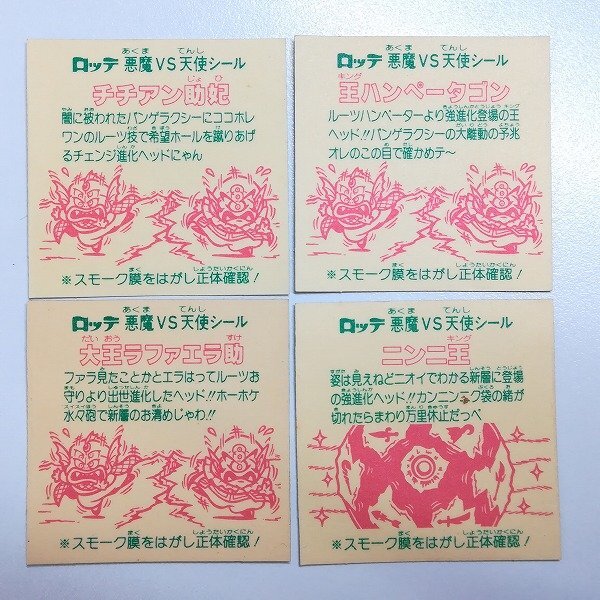 ロッテ 悪魔VS天使シール
チチアン助妃
闇に被われたパンゲラクシーにココホレ
ワンのルーツ技で希望ホールを蹴りあげ
るチェンジ進化ヘッドにゃん
※スモーク膜をはがし正体確認!
ロッテ 悪魔VS天使シール
王ハンペータゴン
ルーツハンペーターより強進化登場の王
ヘッド!!パンゲラクシーの大離動の予兆
オレのこの目で確かめテ〜
※スモーク膜をはがし正体確認!
ロッテ 悪魔VS天使シール
大王ラファエラ助
ファラ見たことかとエラはってルーツお
守りより出世進化したヘッド!!ホーホケ
水々砲で新層のお清めじゃわ!!
※スモーク膜をはがし正体確認!
ロッテ 悪魔VS天使シール
ニンニ王
姿は見えねどニオイでわかる新層に登場
の強進化ヘッド!!カンニンニク袋の緒が
切れたらまわり万里休止だっぺ
※スモーク膜をはがし正体確認!